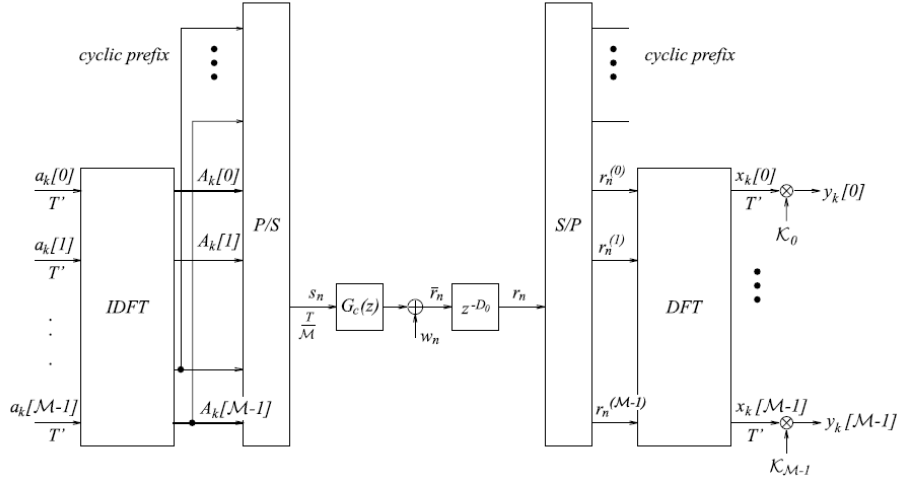 cyclic prefix
cyclic prefix
P/S
S/P
IDFT
DFT
a_k[0]
T'
a_k[1]
T'
a_k[M-1]
T'
A_k[0]
A_k[1]
A_k[M-1]
s_n
T/M
G_c(z)
w_n
r̄_n
z^{-D_0}
r_n
r_n^{(0)}
r_n^{(1)}
r_n^{(M-1)}
x_k[0]
T'
K_0
y_k[0]
x_k[M-1]
T'
K_{M-1}
y_k[M-1]